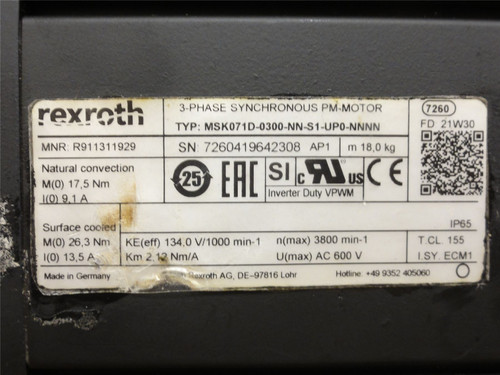 rexroth
3-PHASE SYNCHRONOUS PM-MOTOR
7260
TYP: MSK071D-0300-NN-S1-UP0-NNNN
FD 21W30
MNR: R911311929
SN 7260419642308 AP1
m 18,0 kg
Natural convection
M(0) 17,5 Nm
I(0) 9,1 A
25
EAC
SI
c RU us
CE
Inverter Duty VPWM
Surface cooled
IP65
M(0) 26,3 Nm
KE(eff) 134,0 V/1000 min-1
n(max) 3800 min-1
T.CL. 155
I(0) 13,5 A
Km 2,12 Nm/A
U(max) AC 600 V
I.SY. ECM1
Made in Germany
Rexroth AG, DE-97816 Lohr
Hotline: +49 9352 405060